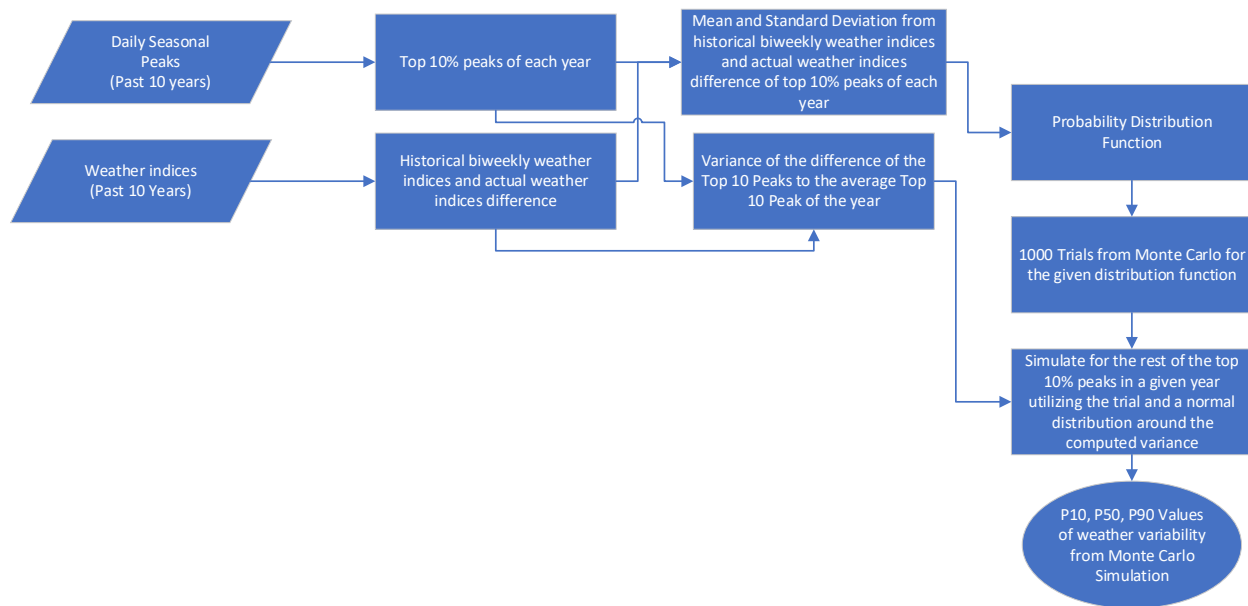 Daily Seasonal
Peaks
(Past 10 years)
Top 10% peaks of each year
Mean and Standard Deviation from
historical biweekly weather indices
and actual weather indices
difference of top 10% peaks of each
year
Weather indices
(Past 10 Years)
Historical biweekly weather
indices and actual weather
indices difference
Variance of the difference of the
Top 10 Peaks to the average Top
10 Peak of the year
Probability Distribution
Function
1000 Trials from Monte Carlo for
the given distribution function
Simulate for the rest of the top
10% peaks in a given year
utilizing the trial and a normal
distribution around the
computed variance
P10, P50, P90 Values
of weather variability
from Monte Carlo
Simulation